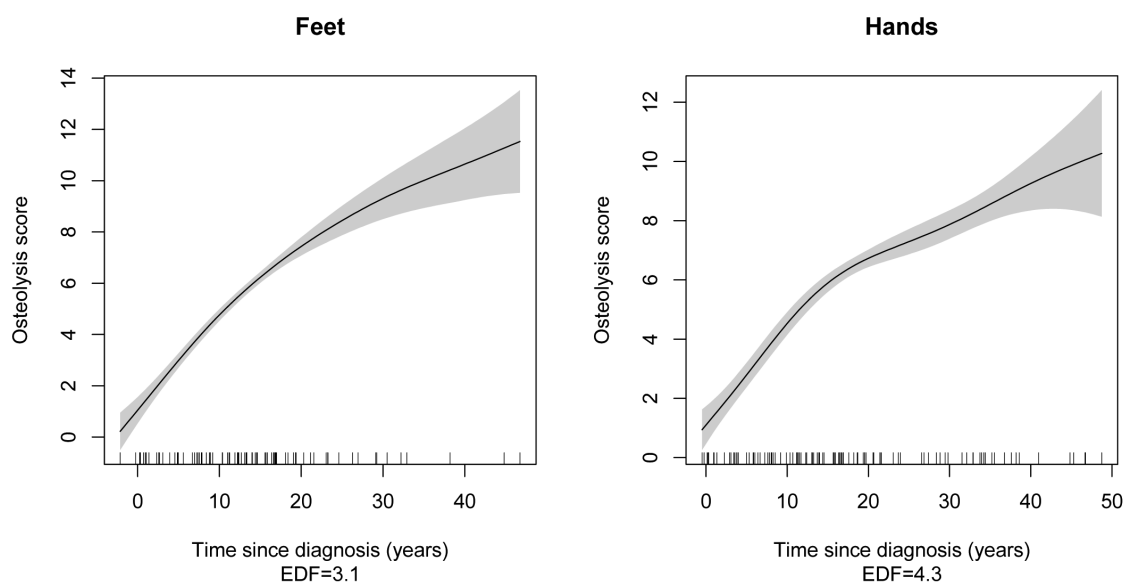 Feet
Osteolysis score
14
12
10
8
6
4
2
0
0 10 20 30 40
Time since diagnosis (years)
EDF=3.1
Hands
Osteolysis score
12
10
8
6
4
2
0
0 10 20 30 40 50
Time since diagnosis (years)
EDF=4.3